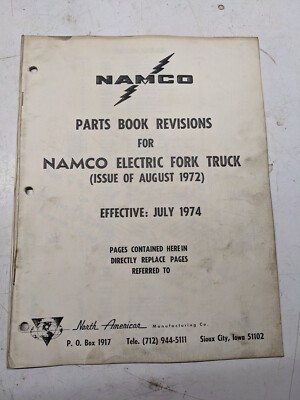 NAMCO
PARTS BOOK REVISIONS
FOR
NAMCO ELECTRIC FORK TRUCK
(ISSUE OF AUGUST 1972)
EFFECTIVE: JULY 1974
PAGES CONTAINED HEREIN
DIRECTLY REPLACE PAGES
REFERRED TO
North American Manufacturing Co.
P. O. Box 1917 Tele. (712) 944-5111 Sioux City, Iowa 51102